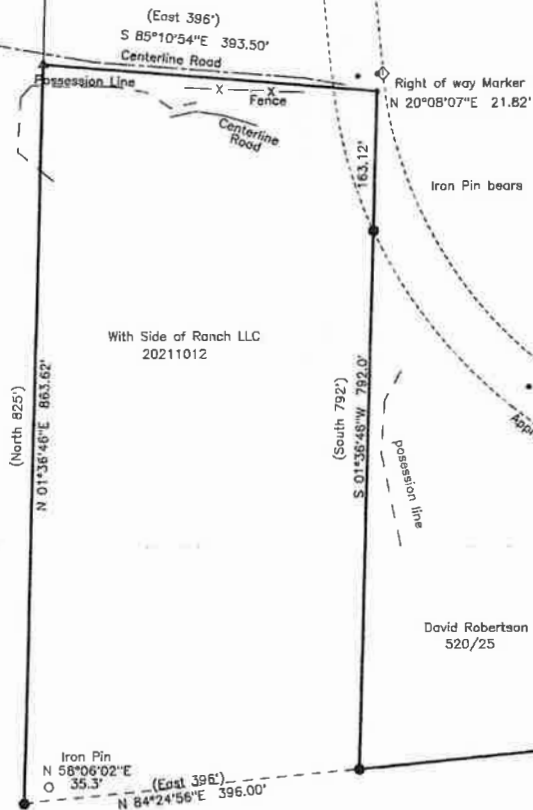 (East 396')
S 85°10'54"E 393.50'
Centerline Road
Possession Line
X X
Fence
Centerline
Road
Right of way Marker
N 20°08'07"E 21.82'
Iron Pin bears
163.12'
With Side of Ranch LLC
20211012
(North 825')
N 01°36'46"E 863.62'
(South 792')
S 01°36'46"W 792.0'
posession line
David Robertson
520/25
Iron Pin
N 58°06'02"E
35.3'
(East 396')
N 84°24'56"E 396.00'